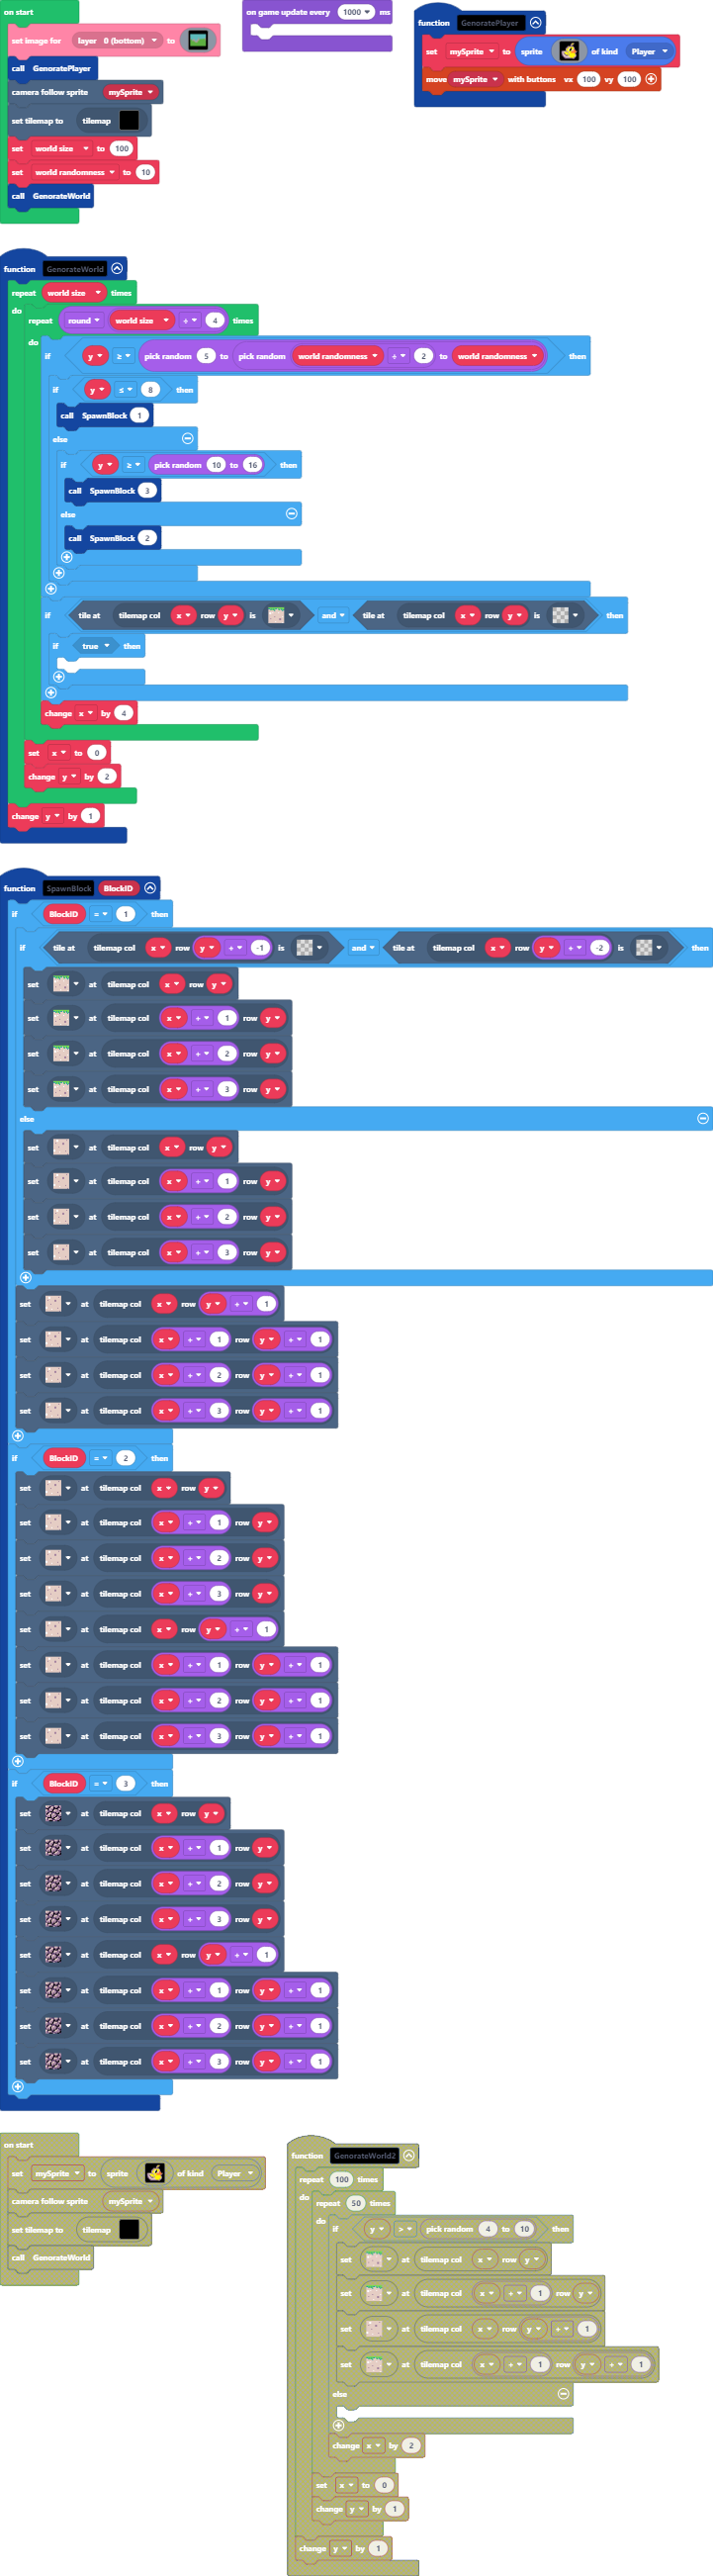 on start
set image for layer 0 (bottom) to
call GenoratePlayer
camera follow sprite mySprite
set tilemap to tilemap
set world size to 100
set world randomness to 10
call GenorateWorld
on game update every 1000 ms
function GenoratePlayer
set mySprite to sprite of kind Player
move mySprite with buttons vx 100 vy 100
function GenorateWorld
repeat world size times
do
repeat round world size ÷ 4 times
do
if y ≥ pick random 5 to pick random world randomness ÷ 2 to world randomness then
if y ≤ 8 then
call SpawnBlock 1
else
if y ≥ pick random 10 to 16 then
call SpawnBlock 3
else
call SpawnBlock 2
if tile at tilemap col x row y is and tile at tilemap col x row y is then
if true then
change x by 4
set x to 0
change y by 2
change y by 1
function SpawnBlock BlockID
if BlockID = 1 then
if tile at tilemap col x row y + -1 is and tile at tilemap col x row y + -2 is then
set at tilemap col x row y
set at tilemap col x + 1 row y
set at tilemap col x + 2 row y
set at tilemap col x + 3 row y
else
set at tilemap col x row y
set at tilemap col x + 1 row y
set at tilemap col x + 2 row y
set at tilemap col x + 3 row y
set at tilemap col x row y + 1
set at tilemap col x + 1 row y + 1
set at tilemap col x + 2 row y + 1
set at tilemap col x + 3 row y + 1
if BlockID = 2 then
set at tilemap col x row y
set at tilemap col x + 1 row y
set at tilemap col x + 2 row y
set at tilemap col x + 3 row y
set at tilemap col x row y + 1
set at tilemap col x + 1 row y + 1
set at tilemap col x + 2 row y + 1
set at tilemap col x + 3 row y + 1
if BlockID = 3 then
set at tilemap col x row y
set at tilemap col x + 1 row y
set at tilemap col x + 2 row y
set at tilemap col x + 3 row y
set at tilemap col x row y + 1
set at tilemap col x + 1 row y + 1
set at tilemap col x + 2 row y + 1
set at tilemap col x + 3 row y + 1
on start
set mySprite to sprite of kind Player
camera follow sprite mySprite
set tilemap to tilemap
call GenorateWorld
function GenorateWorld2
repeat 100 times
do
repeat 50 times
do
if y > pick random 4 to 10 then
set at tilemap col x row y
set at tilemap col x + 1 row y
set at tilemap col x row y + 1
set at tilemap col x + 1 row y + 1
else
change x by 2
set x to 0
change y by 1
change y by 1